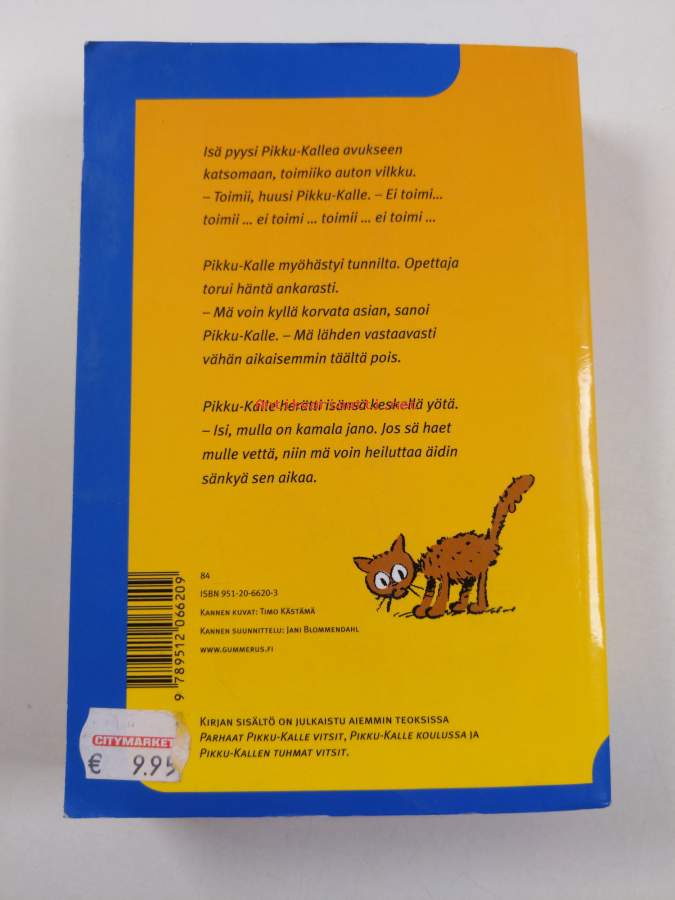 Isä pyysi Pikku-Kallea avukseen
katsomaan, toimiiko auton vilkku.
– Toimii, huusi Pikku-Kalle. – Ei toimi...
toimii ... ei toimi ... toimii ... ei toimi ...
Pikku-Kalle myöhästyi tunnilta. Opettaja
torui häntä ankarasti.
– Mä voin kyllä korvata asian, sanoi
Pikku-Kalle. – Mä lähden vastaavasti
vähän aikaisemmin täältä pois.
Pikku-Kalle herätti isänsä keskellä yötä.
– Isi, mulla on kamala jano. Jos sä haet
mulle vettä, niin mä voin heiluttaa äidin
sänkyä sen aikaa.
84
ISBN 951-20-6620-3
KANNEN KUVAT: TIMO KÄSTÄMÄ
KANNEN SUUNNITTELU: JANI BLOMMENDAHL
WWW.GUMMERUS.FI
9 789512 066209
KIRJAN SISÄLTÖ ON JULKAISTU AIEMMIN TEOKSISSA
PARHAAT PIKKU-KALLE VITSIT, PIKKU-KALLE KOULUSSA JA
PIKKU-KALLEN TUHMAT VITSIT.
CITYMARKET
€ 9.95